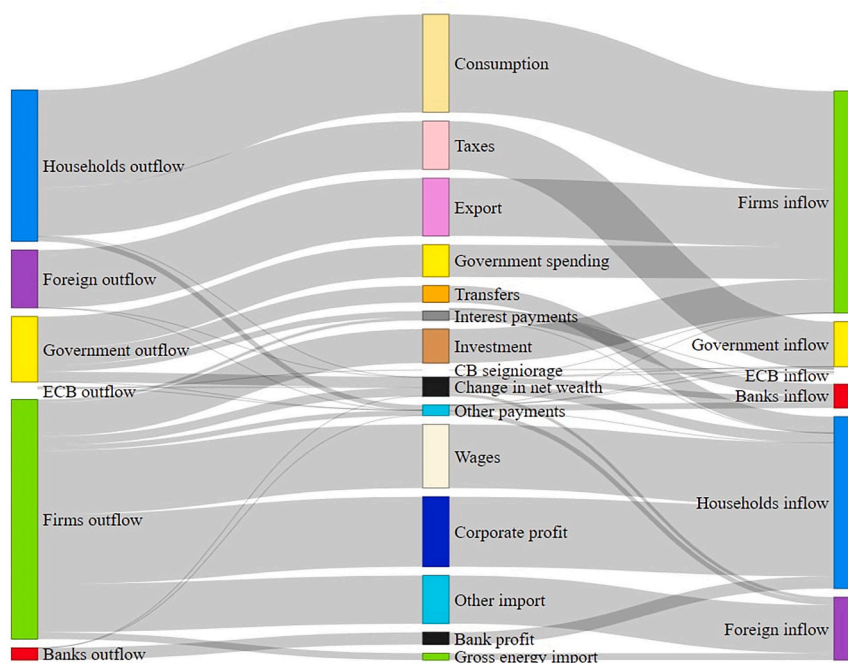 Households outflow
Foreign outflow
Government outflow
ECB outflow
Firms outflow
Banks outflow
Consumption
Taxes
Export
Government spending
Transfers
Interest payments
Investment
CB seigniorage
Change in net wealth
Other payments
Wages
Corporate profit
Other import
Bank profit
Gross energy import
Firms inflow
Government inflow
ECB inflow
Banks inflow
Households inflow
Foreign inflow